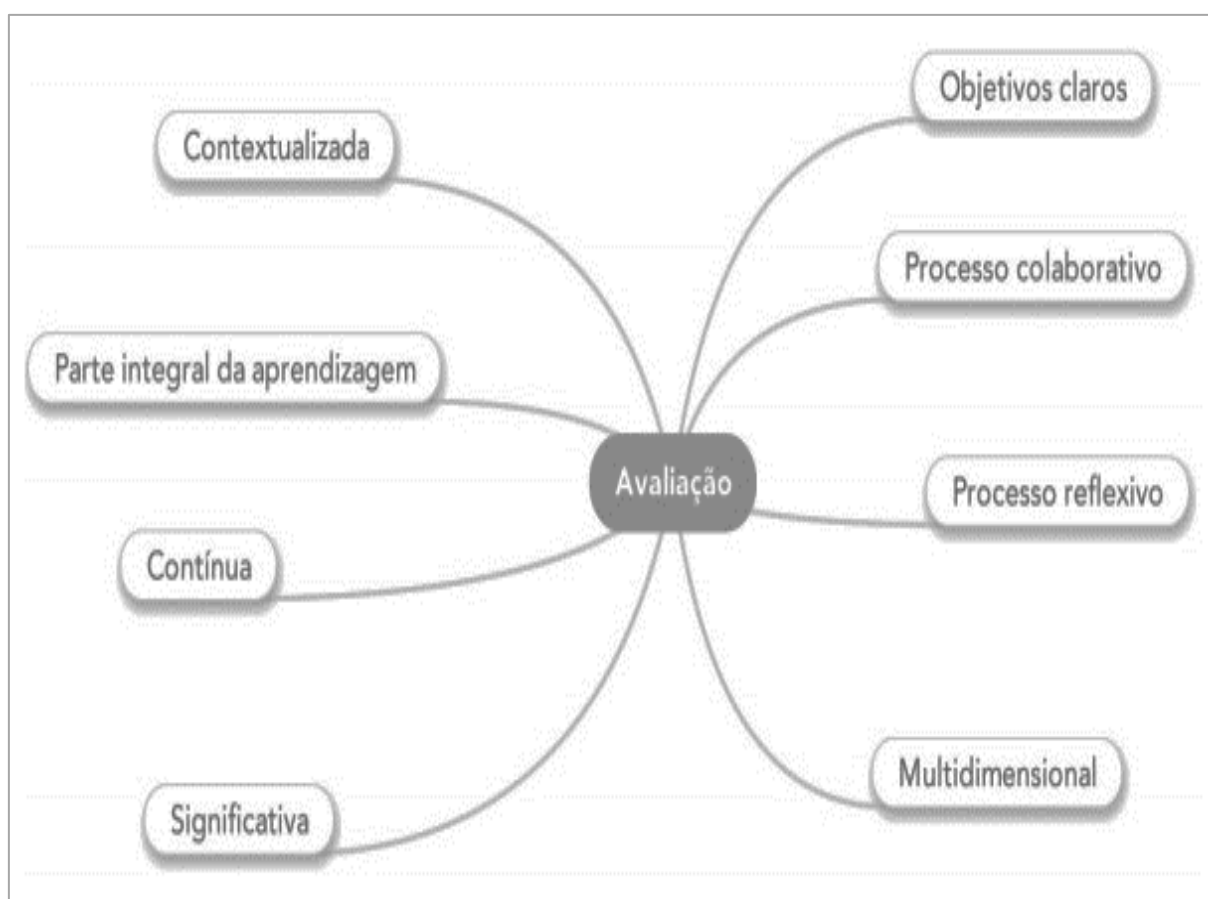 Objetivos claros
Contextualizada
Processo colaborativo
Parte integral da aprendizagem
Avaliação
Processo reflexivo
Contínua
Multidimensional
Significativa